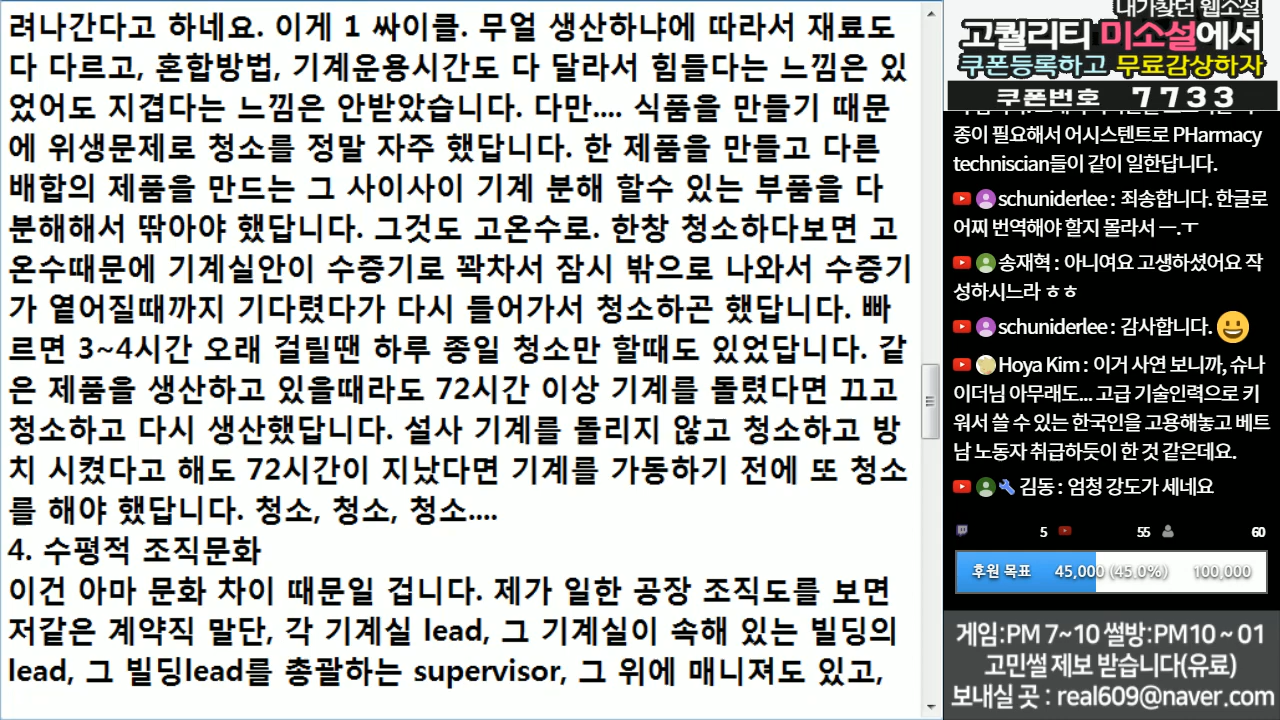 려나간다고 하네요. 이게 1 싸이클. 무얼 생산하냐에 따라서 재료도
다 다르고, 혼합방법, 기계운용시간도 다 달라서 힘들다는 느낌은 있
었어도 지겹다는 느낌은 안받았습니다. 다만.... 식품을 만들기 때문
에 위생문제로 청소를 정말 자주 했답니다. 한 제품을 만들고 다른
배합의 제품을 만드는 그 사이사이 기계 분해 할수 있는 부품을 다
분해해서 딲아야 했답니다. 그것도 고온수로. 한창 청소하다보면 고
온수때문에 기계실안이 수증기로 꽉차서 잠시 밖으로 나와서 수증기
가 옅어질때까지 기다렸다가 다시 들어가서 청소하곤 했답니다. 빠
르면 3~4시간 오래 걸릴땐 하루 종일 청소만 할때도 있었답니다. 같
은 제품을 생산하고 있을때라도 72시간 이상 기계를 돌렸다면 끄고
청소하고 다시 생산했답니다. 설사 기계를 돌리지 않고 청소하고 방
치 시켰다고 해도 72시간이 지났다면 기계를 가동하기 전에 또 청소
를 해야 했답니다. 청소, 청소, 청소....
4. 수평적 조직문화
이건 아마 문화 차이 때문일 겁니다. 제가 일한 공장 조직도를 보면
저같은 계약직 말단, 각 기계실 lead, 그 기계실이 속해 있는 빌딩의
lead, 그 빌딩lead를 총괄하는 supervisor, 그 위에 매니져도 있고,
내가찾던 웹소설
고퀄리티 미소설에서
쿠폰등록하고 무료감상하자
쿠폰번호 7733
종이 필요해서 어시스텐트로 PHarmacy
techniscian들이 같이 일한답니다.
schuniderlee : 죄송합니다. 한글로
어찌 번역해야 할지 몰라서 ㅡ.ㅜ
송재혁 : 아니여요 고생하셨어요 작
성하시느라 ㅎㅎ
schuniderlee : 감사합니다.
Hoya Kim : 이거 사연 보니까, 슈나
이더님 아무래도... 고급 기술인력으로 키
워서 쓸 수 있는 한국인을 고용해놓고 베트
남 노동자 취급하듯이 한 것 같은데요.
김동 : 엄청 강도가 세네요
5 55 60
후원 목표 45,000 (45.0%) 100,000
게임:PM 7~10 썰방:PM10 ~ 01
고민썰 제보 받습니다(유료)
보내실 곳 : real609@naver.com